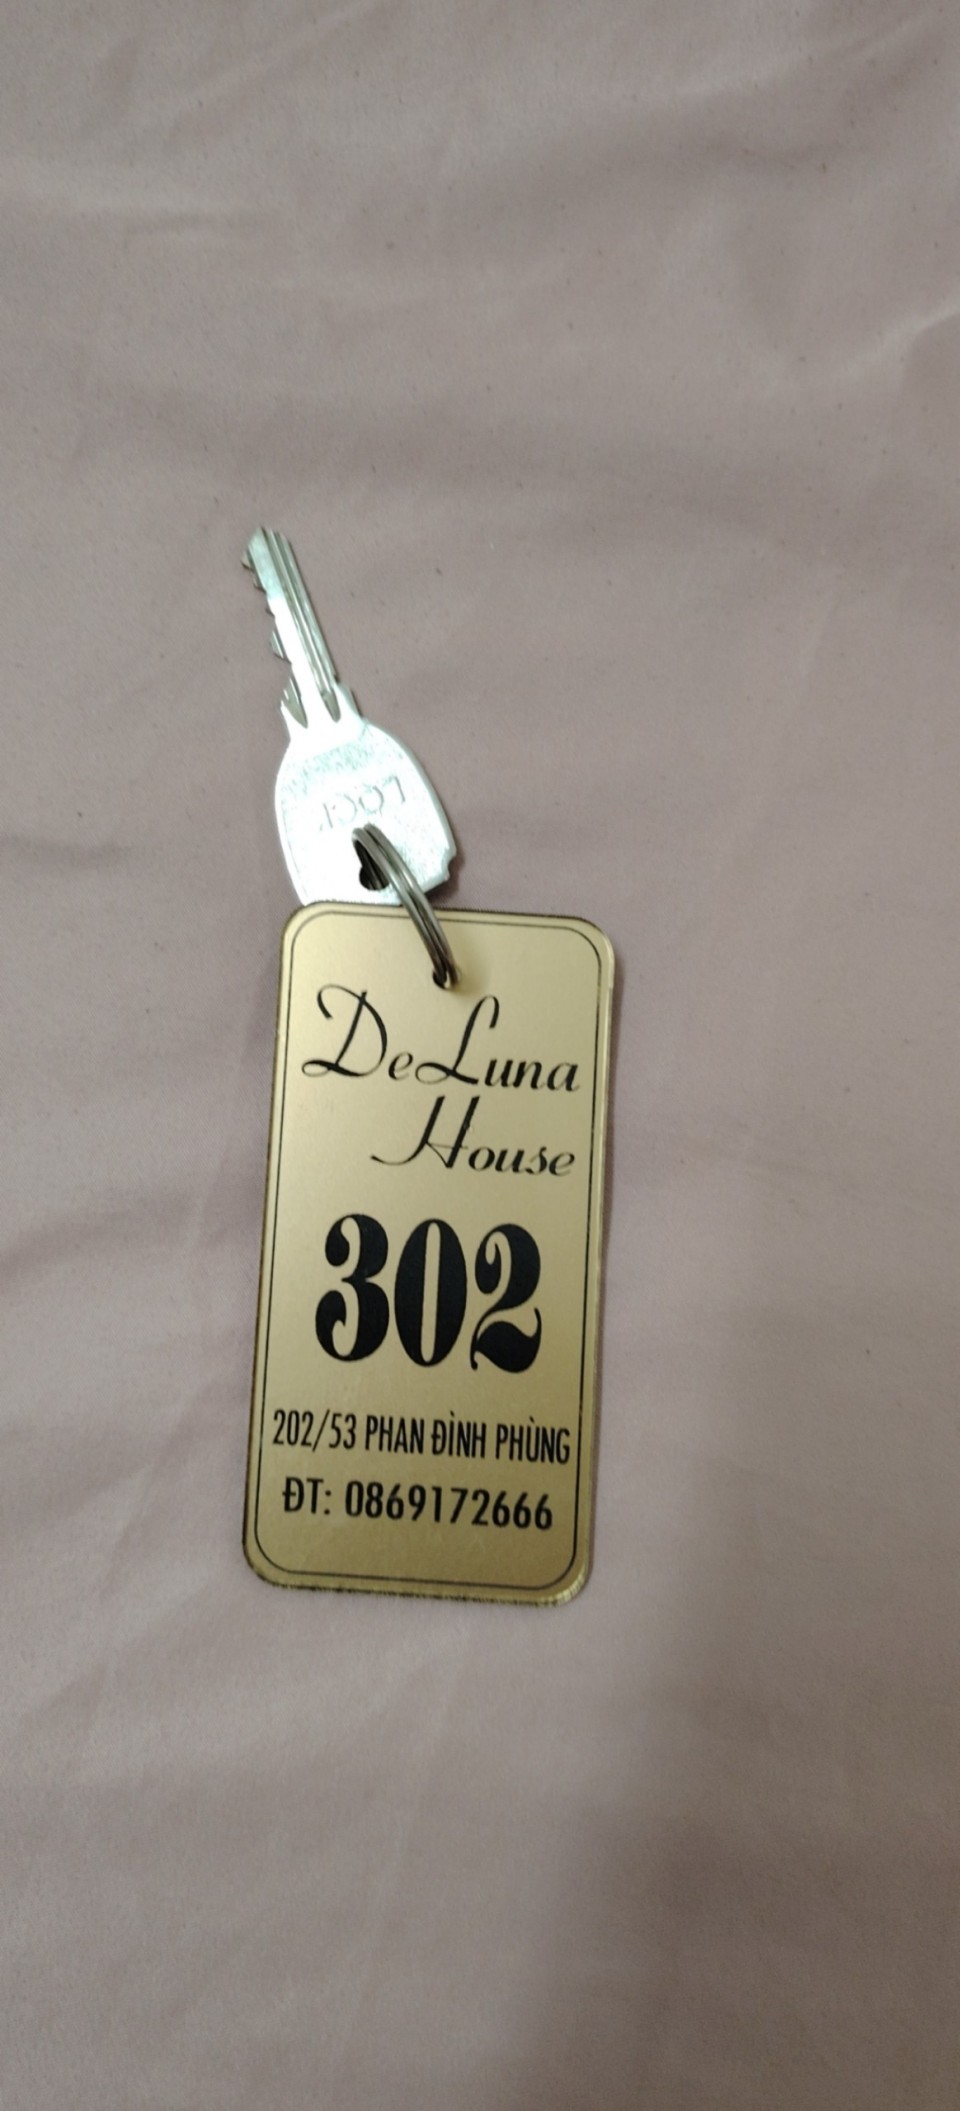 DeLuna
House
302
202/53 PHAN ĐÌNH PHÙNG
ĐT: 0869172666